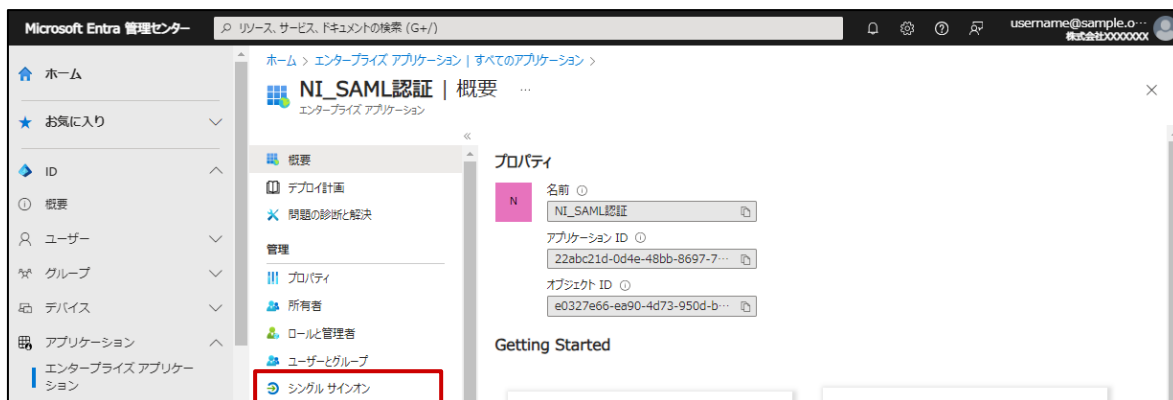 Microsoft Entra 管理センター
リソース、サービス、ドキュメントの検索 (G+/)
username@sample.o…
株式会社XXXXXXX
ホーム
お気に入り
ID
概要
ユーザー
グループ
デバイス
アプリケーション
エンタープライズ アプリケー
ション
ホーム > エンタープライズ アプリケーション | すべてのアプリケーション >
NI_SAML認証 | 概要 …
エンタープライズ アプリケーション
«
概要
デプロイ計画
問題の診断と解決
管理
プロパティ
所有者
ロールと管理者
ユーザーとグループ
シングル サインオン
プロパティ
N
名前
NI_SAML認証
アプリケーション ID
22abc21d-0d4e-48bb-8697-7…
オブジェクト ID
e0327e66-ea90-4d73-950d-b…
Getting Started